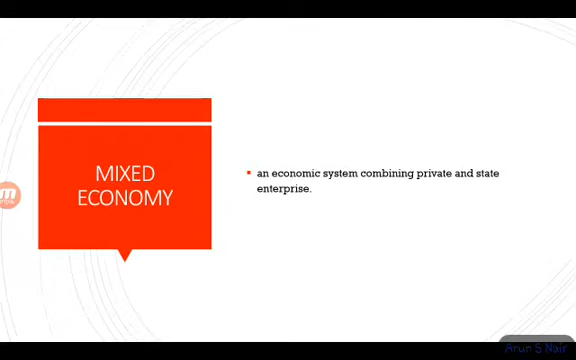 MIXED
ECONOMY
▪ an economic system combining private and state
enterprise.
Arun S Nair